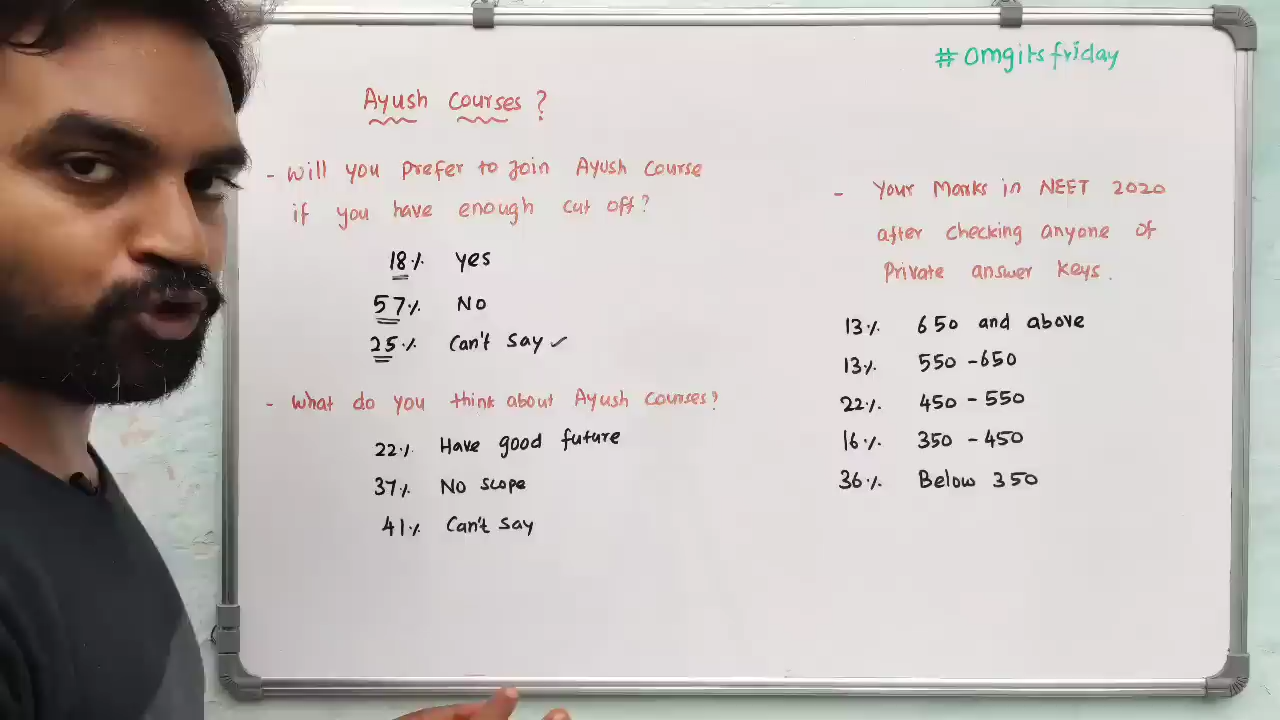 #omgitsfriday
Ayush Courses?
- Will you prefer to Join Ayush Course
if you have enough cut off?
18% yes
57% No
25% Can't say ✓
- What do you think about Ayush Courses?
22% Have good future
37% No scope
41% Can't say
- Your Marks in NEET 2020
after checking anyone of
Private answer keys.
13% 650 and above
13% 550 - 650
22% 450 - 550
16% 350 - 450
36% Below 350